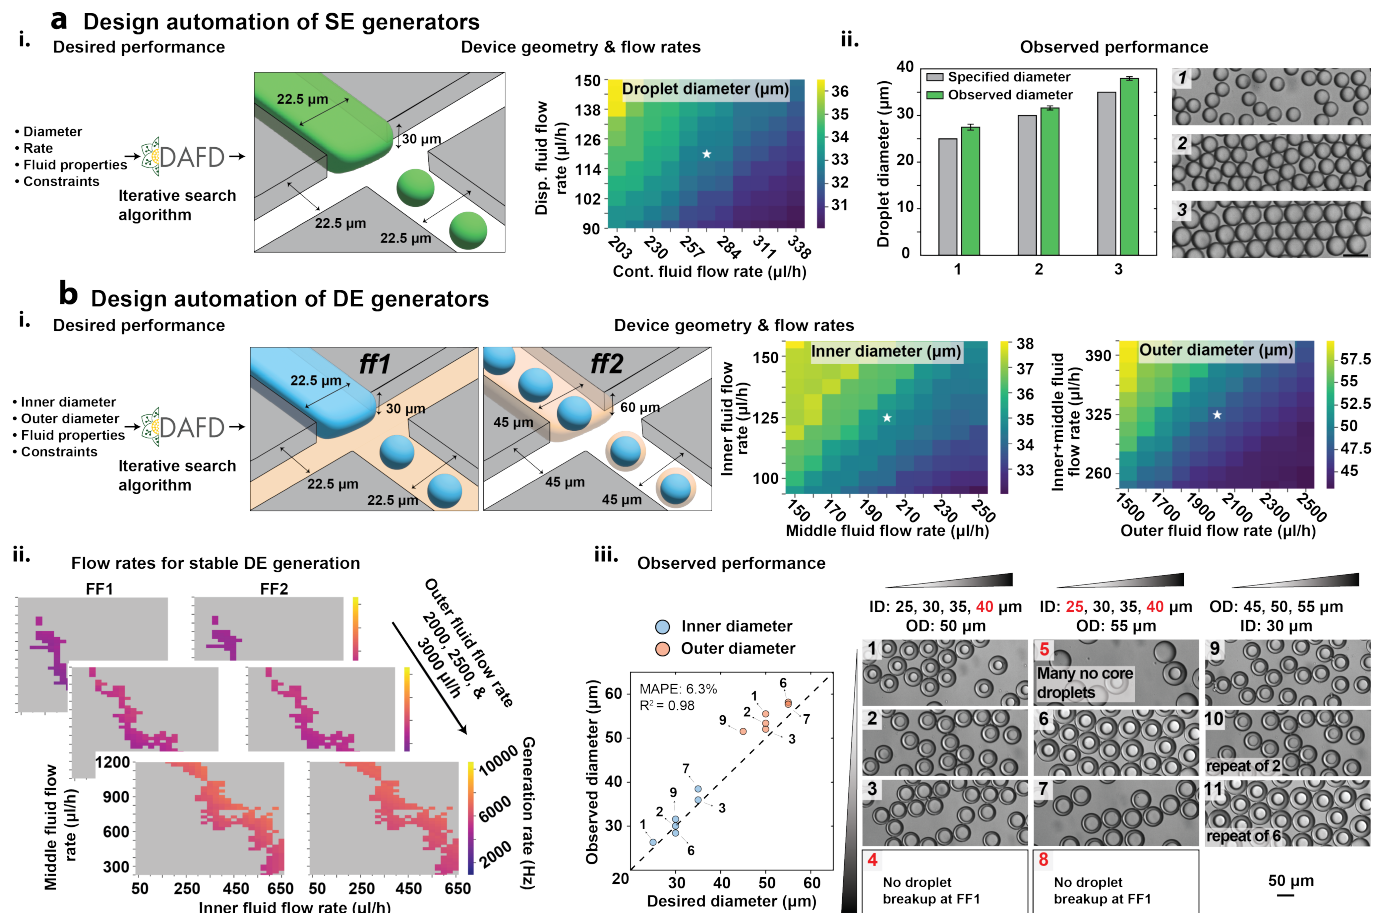 a Design automation of SE generators
i. Desired performance
Device geometry & flow rates
• Diameter
• Rate
• Fluid properties
• Constraints
DAFD
Iterative search
algorithm
22.5 µm
30 µm
22.5 µm
22.5 µm
Droplet diameter (µm)
Disp. fluid flow
rate (µl/h)
150
138
126
114
102
90
203 230 257 284 311 338
Cont. fluid flow rate (µl/h)
36
35
34
33
32
31
ii. Observed performance
Droplet diameter (µm)
40
30
20
10
0
Specified diameter
Observed diameter
1 2 3
1
2
3
b Design automation of DE generators
i. Desired performance
Device geometry & flow rates
• Inner diameter
• Outer diameter
• Fluid properties
• Constraints
DAFD
Iterative search
algorithm
ff1
22.5 µm
30 µm
22.5 µm
22.5 µm
ff2
45 µm
60 µm
45 µm
45 µm
Inner diameter (µm)
Inner fluid flow
rate (µl/h)
150
125
100
150 170 190 210 230 250
Middle fluid flow rate (µl/h)
38
37
36
35
34
33
Outer diameter (µm)
Inner+middle fluid
flow rate (µl/h)
390
325
260
1500 1700 1900 2100 2300 2500
Outer fluid flow rate (µl/h)
57.5
55
52.5
50
47.5
45
ii. Flow rates for stable DE generation
FF1
FF2
Outer fluid flow rate
2000, 2500, &
3000 µl/h
Middle fluid flow
rate (µl/h)
1200
900
600
300
50 250 450 650
50 250 450 650
Inner fluid flow rate (µl/h)
10000
6000
2000
Generation rate (Hz)
iii. Observed performance
Inner diameter
Outer diameter
Observed diameter (µm)
60
50
40
30
20
MAPE: 6.3%
R² = 0.98
1
2
9
6
7
3
9
2
1
3
6
7
30 40 50 60
Desired diameter (µm)
ID: 25, 30, 35, 40 µm
OD: 50 µm
1
2
3
4
No droplet
breakup at FF1
ID: 25, 30, 35, 40 µm
OD: 55 µm
5
Many no core
droplets
6
7
8
No droplet
breakup at FF1
OD: 45, 50, 55 µm
ID: 30 µm
9
10
repeat of 2
11
repeat of 6
50 µm